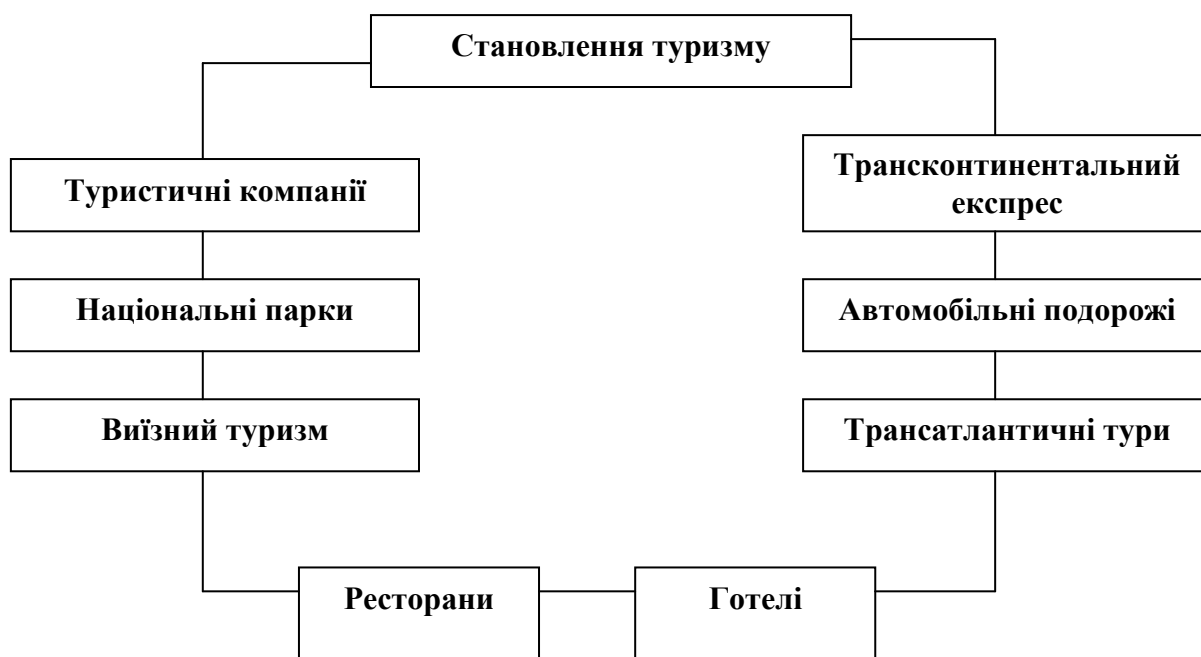 Становлення туризму
Туристичні компанії
Трансконтинентальний
експрес
Національні парки
Автомобільні подорожі
Виїзний туризм
Трансатлантичні тури
Ресторани
Готелі